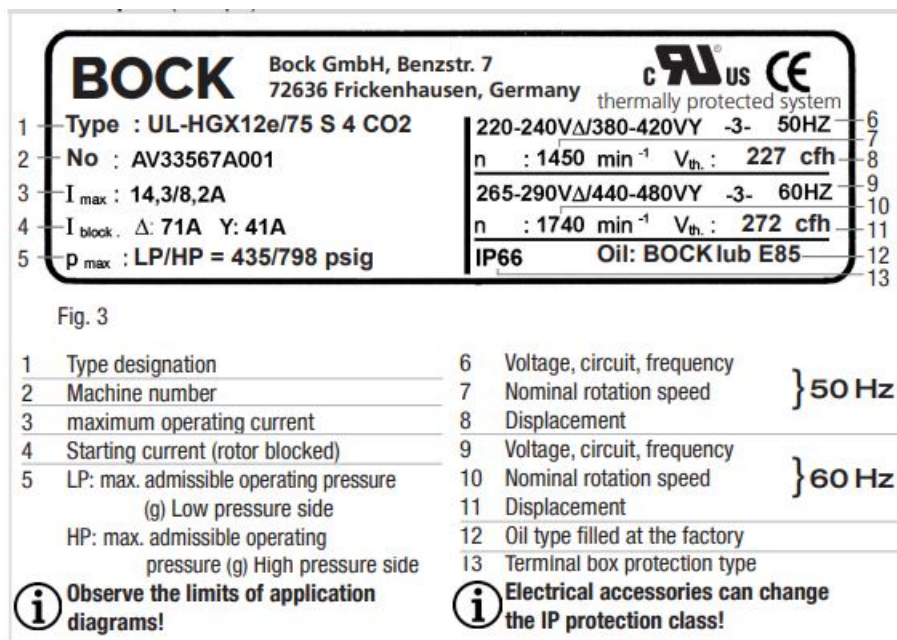 BOCK
Bock GmbH, Benzstr. 7
72636 Frickenhausen, Germany
c RU US CE
thermally protected system
1 Type : UL-HGX12e/75 S 4 CO2
2 No : AV33567A001
3 I max : 14,3/8,2A
4 I block . Δ: 71A Y: 41A
5 p max : LP/HP = 435/798 psig
220-240VΔ/380-420VY -3- 50HZ 6
7
n : 1450 min -1 Vth. : 227 cfh 8
265-290VΔ/440-480VY -3- 60HZ 9
10
n : 1740 min -1 Vth. : 272 cfh 11
IP66 Oil: BOCK lub E85 12
13
Fig. 3
1 Type designation
2 Machine number
3 maximum operating current
4 Starting current (rotor blocked)
5 LP: max. admissible operating pressure
(g) Low pressure side
HP: max. admissible operating
pressure (g) High pressure side
i Observe the limits of application
diagrams!
6 Voltage, circuit, frequency
7 Nominal rotation speed } 50 Hz
8 Displacement
9 Voltage, circuit, frequency
10 Nominal rotation speed } 60 Hz
11 Displacement
12 Oil type filled at the factory
13 Terminal box protection type
i Electrical accessories can change
the IP protection class!